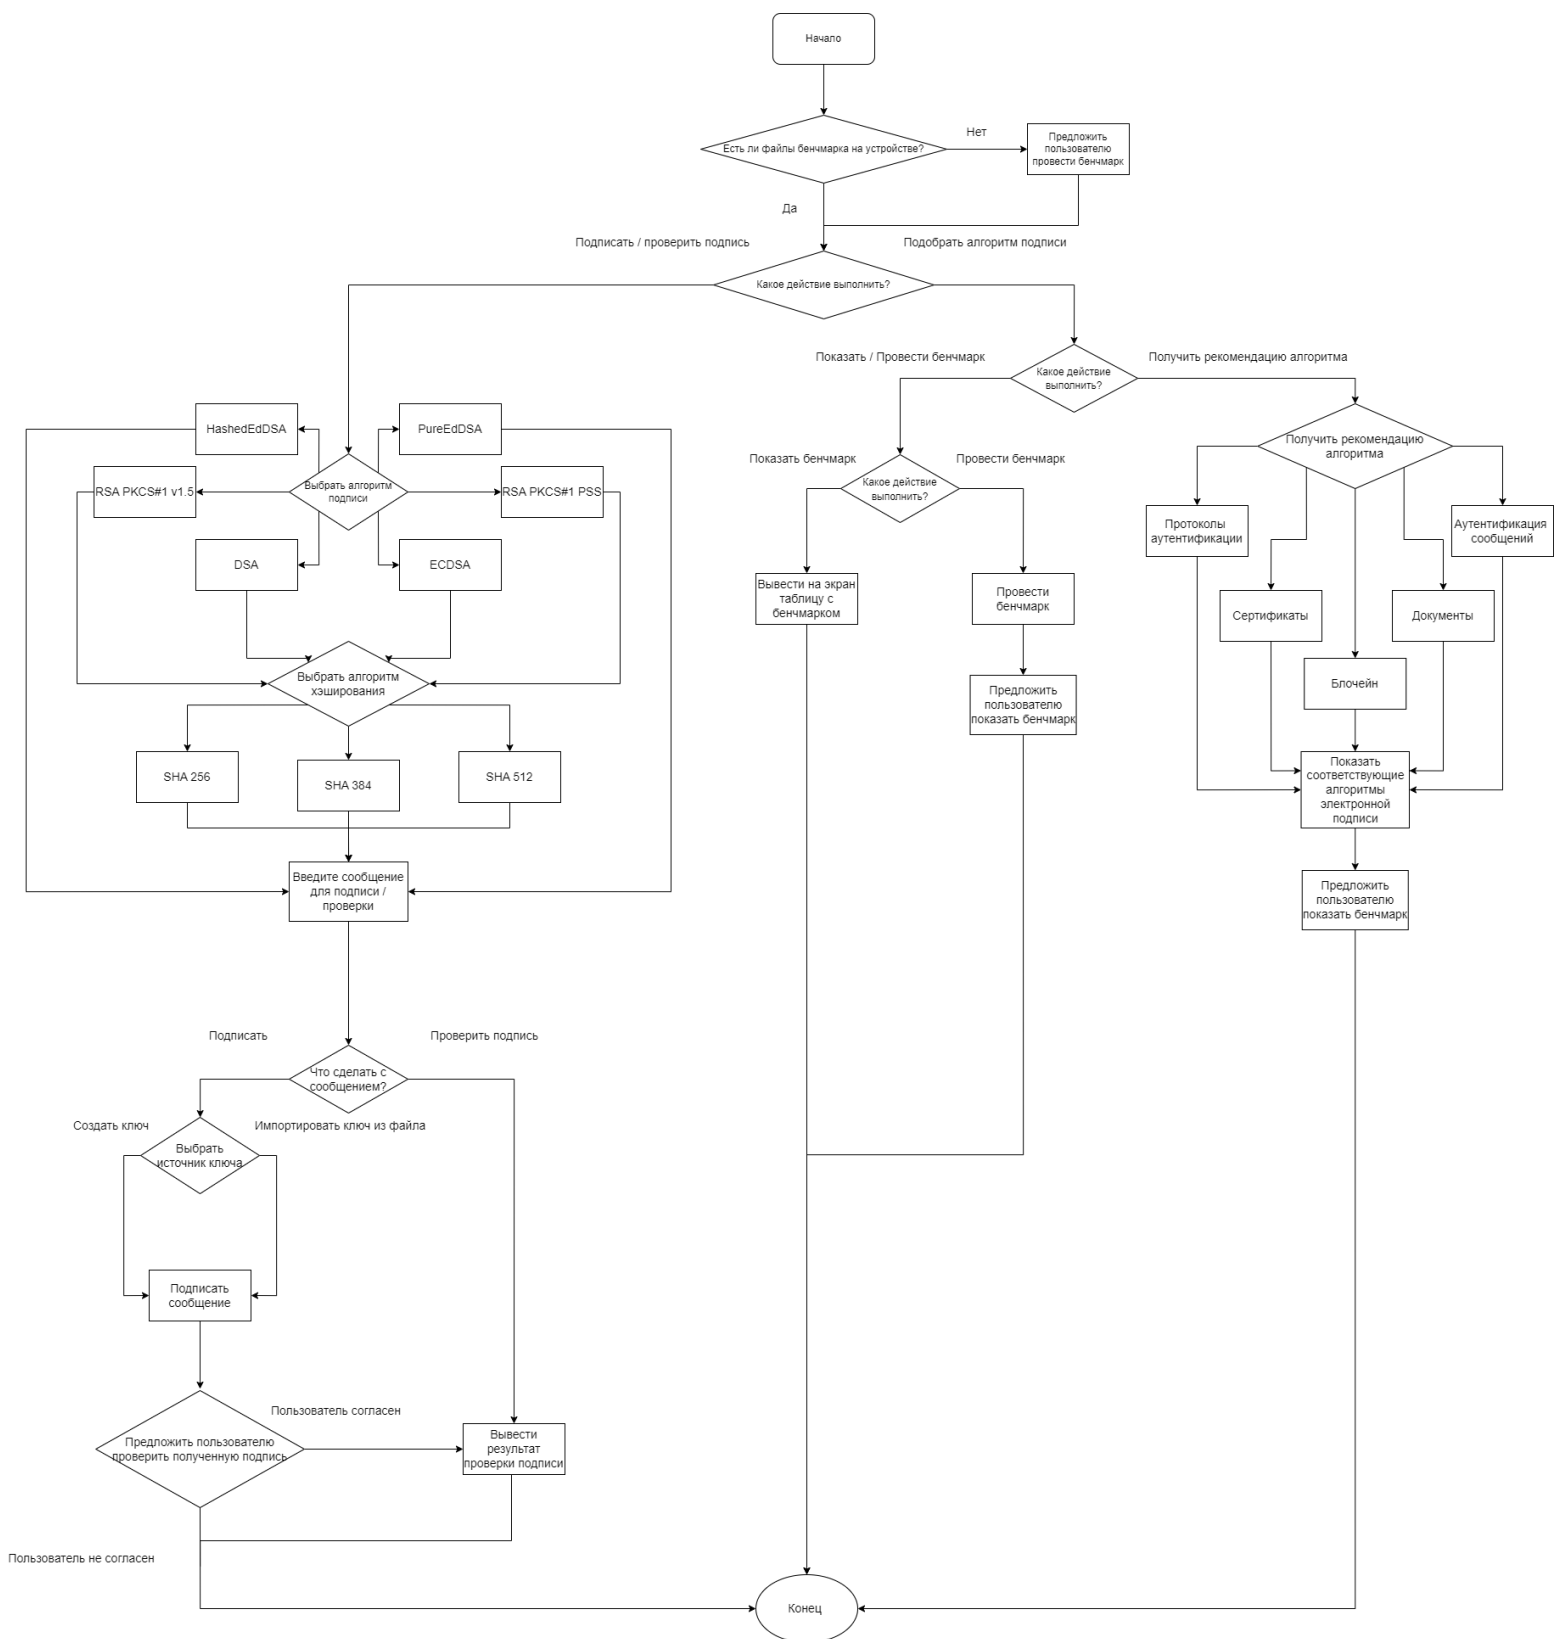 Начало
Есть ли файлы бенчмарка на устройстве?
Нет
Предложить
пользователю
провести бенчмарк
Да
Подписать / проверить подпись
Подобрать алгоритм подписи
Какое действие выполнить?
Показать / Провести бенчмарк
Получить рекомендацию алгоритма
Какое действие
выполнить?
HashedEdDSA
PureEdDSA
Получить рекомендацию
алгоритма
Показать бенчмарк
Провести бенчмарк
RSA PKCS#1 v1.5
Выбрать алгоритм
подписи
RSA PKCS#1 PSS
Какое действие
выполнить?
Протоколы
аутентификации
Аутентификация
сообщений
DSA
ECDSA
Вывести на экран
таблицу с
бенчмарком
Провести
бенчмарк
Сертификаты
Документы
Выбрать алгоритм
хэширования
Блочейн
Предложить
пользователю
показать бенчмарк
SHA 256
SHA 384
SHA 512
Показать
соответствующие
алгоритмы
электронной
подписи
Введите сообщение
для подписи /
проверки
Предложить
пользователю
показать бенчмарк
Подписать
Проверить подпись
Что сделать с
сообщением?
Создать ключ
Импортировать ключ из файла
Выбрать
источник ключа
Подписать
сообщение
Пользователь согласен
Предложить пользователю
проверить полученную подпись
Вывести
результат
проверки подписи
Пользователь не согласен
Конец